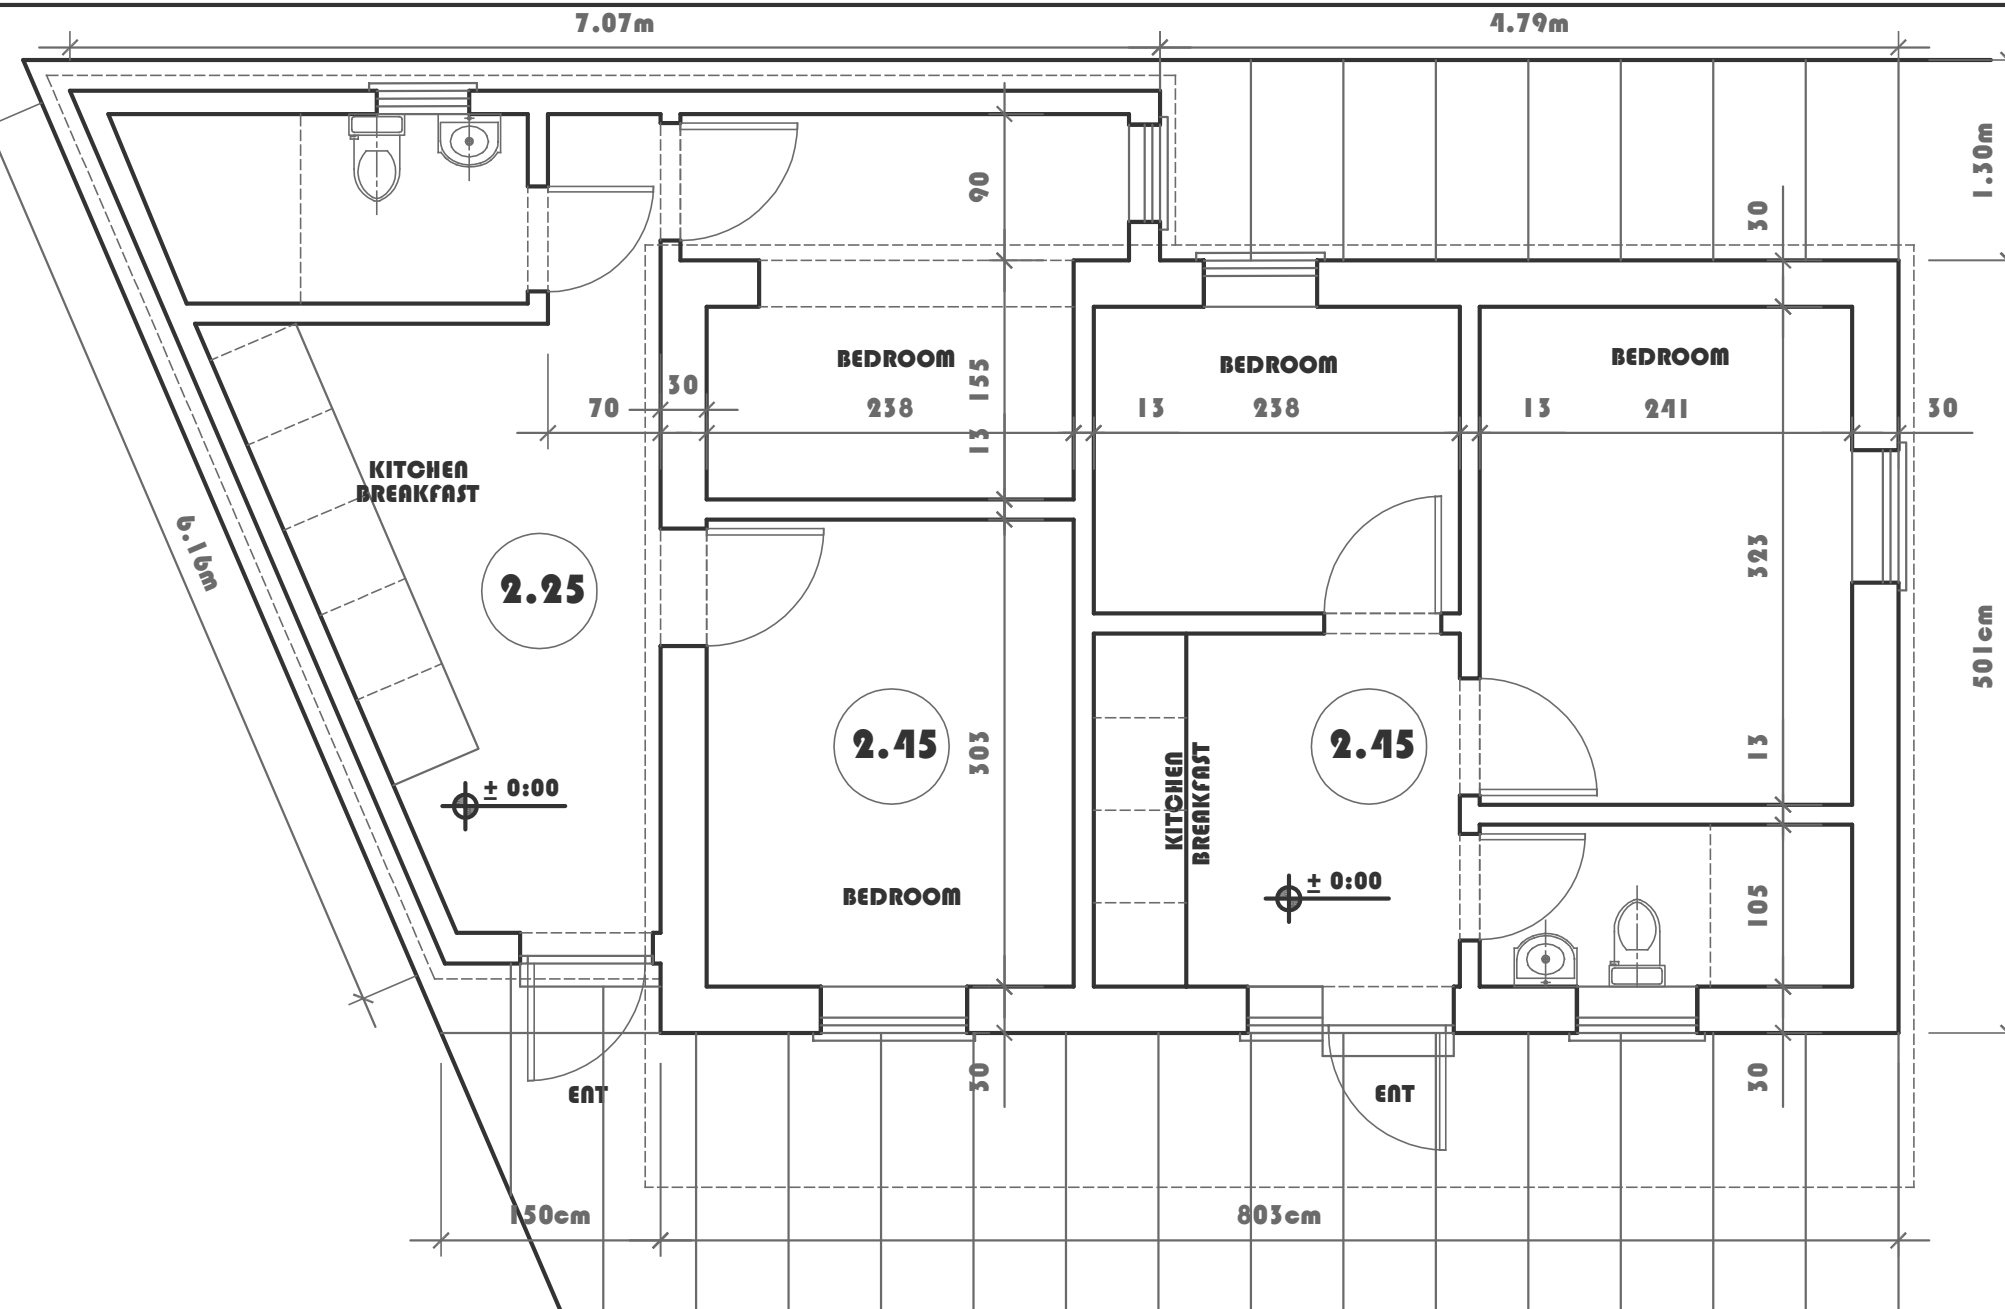 7.07m
4.79m
1.30m
90
30
BEDROOM
BEDROOM
BEDROOM
155
30
70
238
13
238
13
241
30
13
KITCHEN
BREAKFAST
6.16m
323
2.25
501cm
2.45
2.45
303
13
KITCHEN
BREAKFAST
± 0:00
± 0:00
BEDROOM
105
ENT
ENT
30
30
150cm
803cm